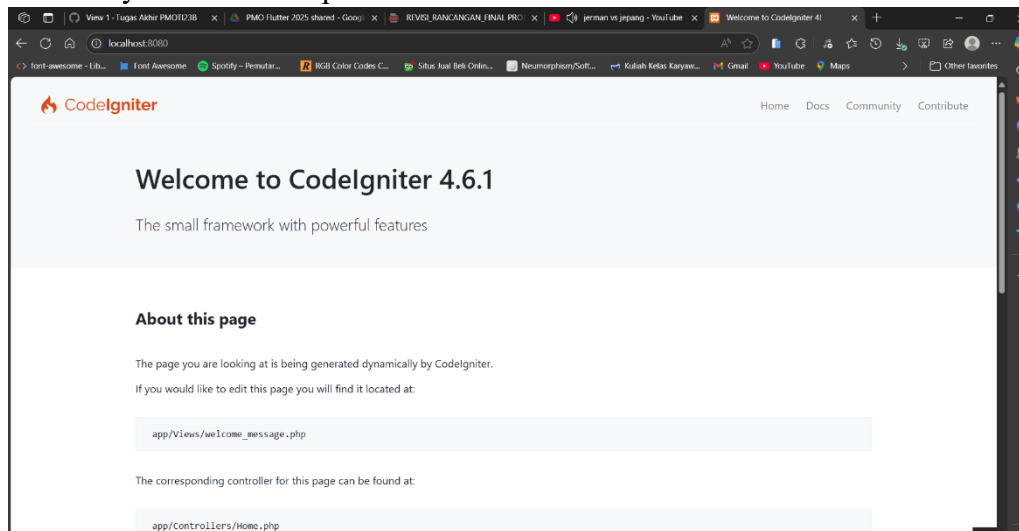 View 1 - Tugas Akhir PMOTI23B
PMO Flutter 2025 shared - Googl
REVISI_RANCANGAN_FINAL PRO
jerman vs jepang - YouTube
Welcome to CodeIgniter 4!
localhost:8080
font-awesome - Lib...
Font Awesome
Spotify – Pemutar...
RGB Color Codes C...
Situs Jual Beli Onlin...
Neumorphism/Soft...
Kuliah Kelas Karyaw...
Gmail
YouTube
Maps
Other favorites
CodeIgniter
Home Docs Community Contribute
Welcome to CodeIgniter 4.6.1
The small framework with powerful features
About this page
The page you are looking at is being generated dynamically by CodeIgniter.
If you would like to edit this page you will find it located at:
app/Views/welcome_message.php
The corresponding controller for this page can be found at:
app/Controllers/Home.php